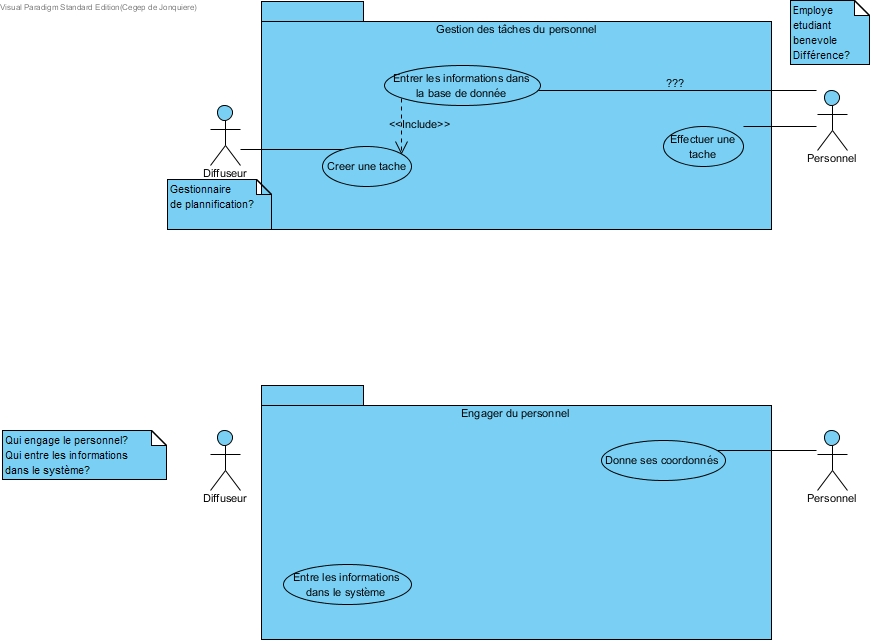 Visual Paradigm Standard Edition(Cegep de Jonquiere)
Employe
etudiant
benevole
Différence?
Gestion des tâches du personnel
Entrer les informations dans
la base de donnée
???
<<Include>>
Effectuer une
tache
Creer une tache
Personnel
Diffuseur
Gestionnaire
de plannification?
Engager du personnel
Qui engage le personnel?
Qui entre les informations
dans le système?
Donne ses coordonnés
Diffuseur
Personnel
Entre les informations
dans le système